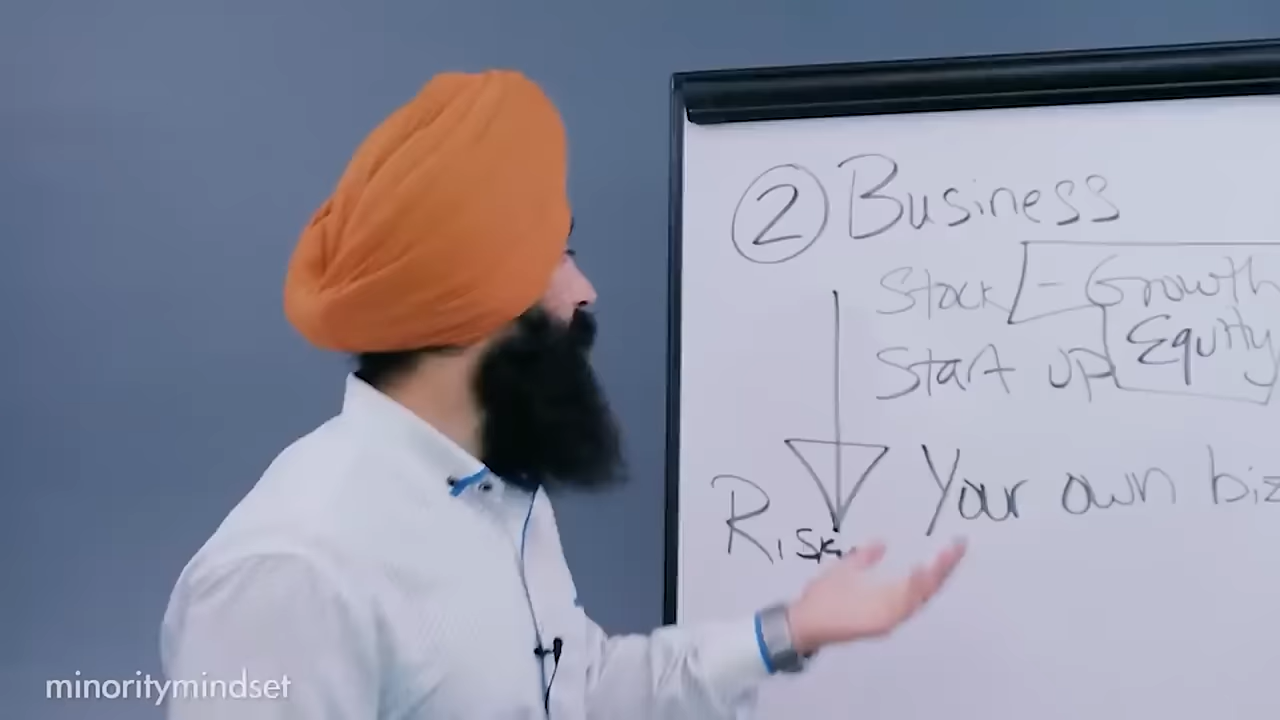 ② Business
Stock - Growth
Equity
Start up
Your own biz
Risk
minoritymindset